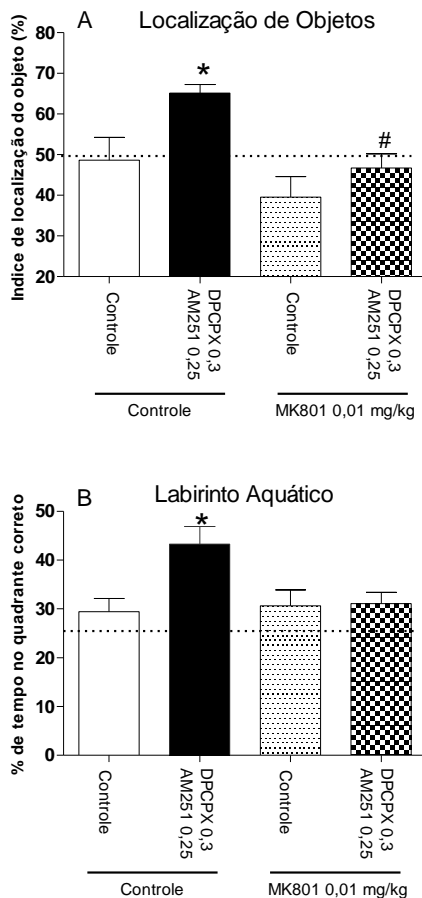 A Localização de Objetos
Indice de localização do objeto (%)
80
70
60
50
40
30
20
*
#
Controle
DPCPX 0,3
AM251 0,25
Controle
DPCPX 0,3
AM251 0,25
Controle
MK801 0,01 mg/kg
B Labirinto Aquático
% de tempo no quadrante correto
50
40
30
20
10
0
*
Controle
DPCPX 0,3
AM251 0,25
Controle
DPCPX 0,3
AM251 0,25
Controle
MK801 0,01 mg/kg